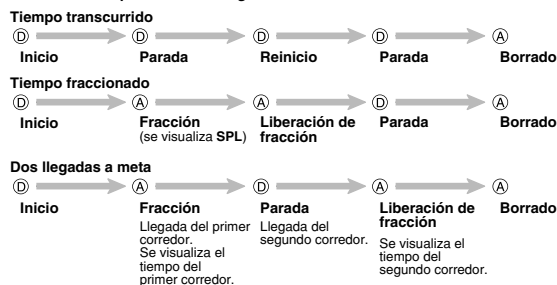 Tiempo transcurrido
D D D D A
Inicio Parada Reinicio Parada Borrado
Tiempo fraccionado
D A A D A
Inicio Fracción Liberación de Parada Borrado
(se visualiza SPL) fracción
Dos llegadas a meta
D A D A A
Inicio Fracción Parada Liberación de Borrado
Llegada del primer Llegada del fracción
corredor. segundo corredor. Se visualiza el
Se visualiza el tiempo del
tiempo del segundo corredor.
primer corredor.